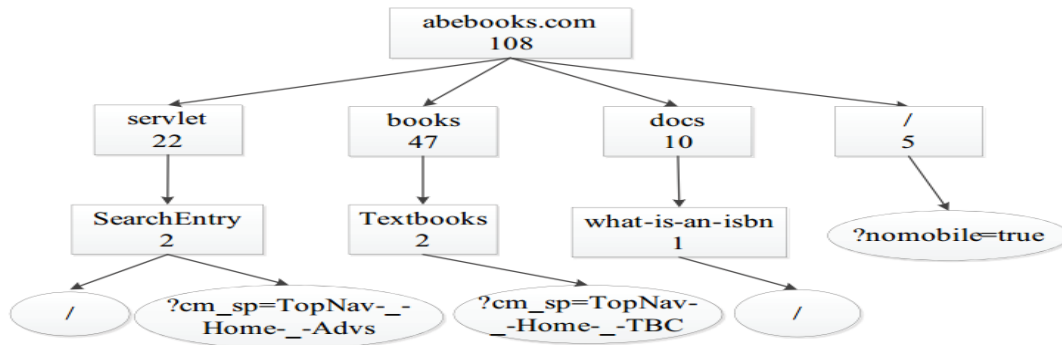 abebooks.com
108
servlet
22
books
47
docs
10
/
5
SearchEntry
2
Textbooks
2
what-is-an-isbn
1
?nomobile=true
/
?cm_sp=TopNav-_-
Home-_-Advs
?cm_sp=TopNav-
_-Home-_-TBC
/